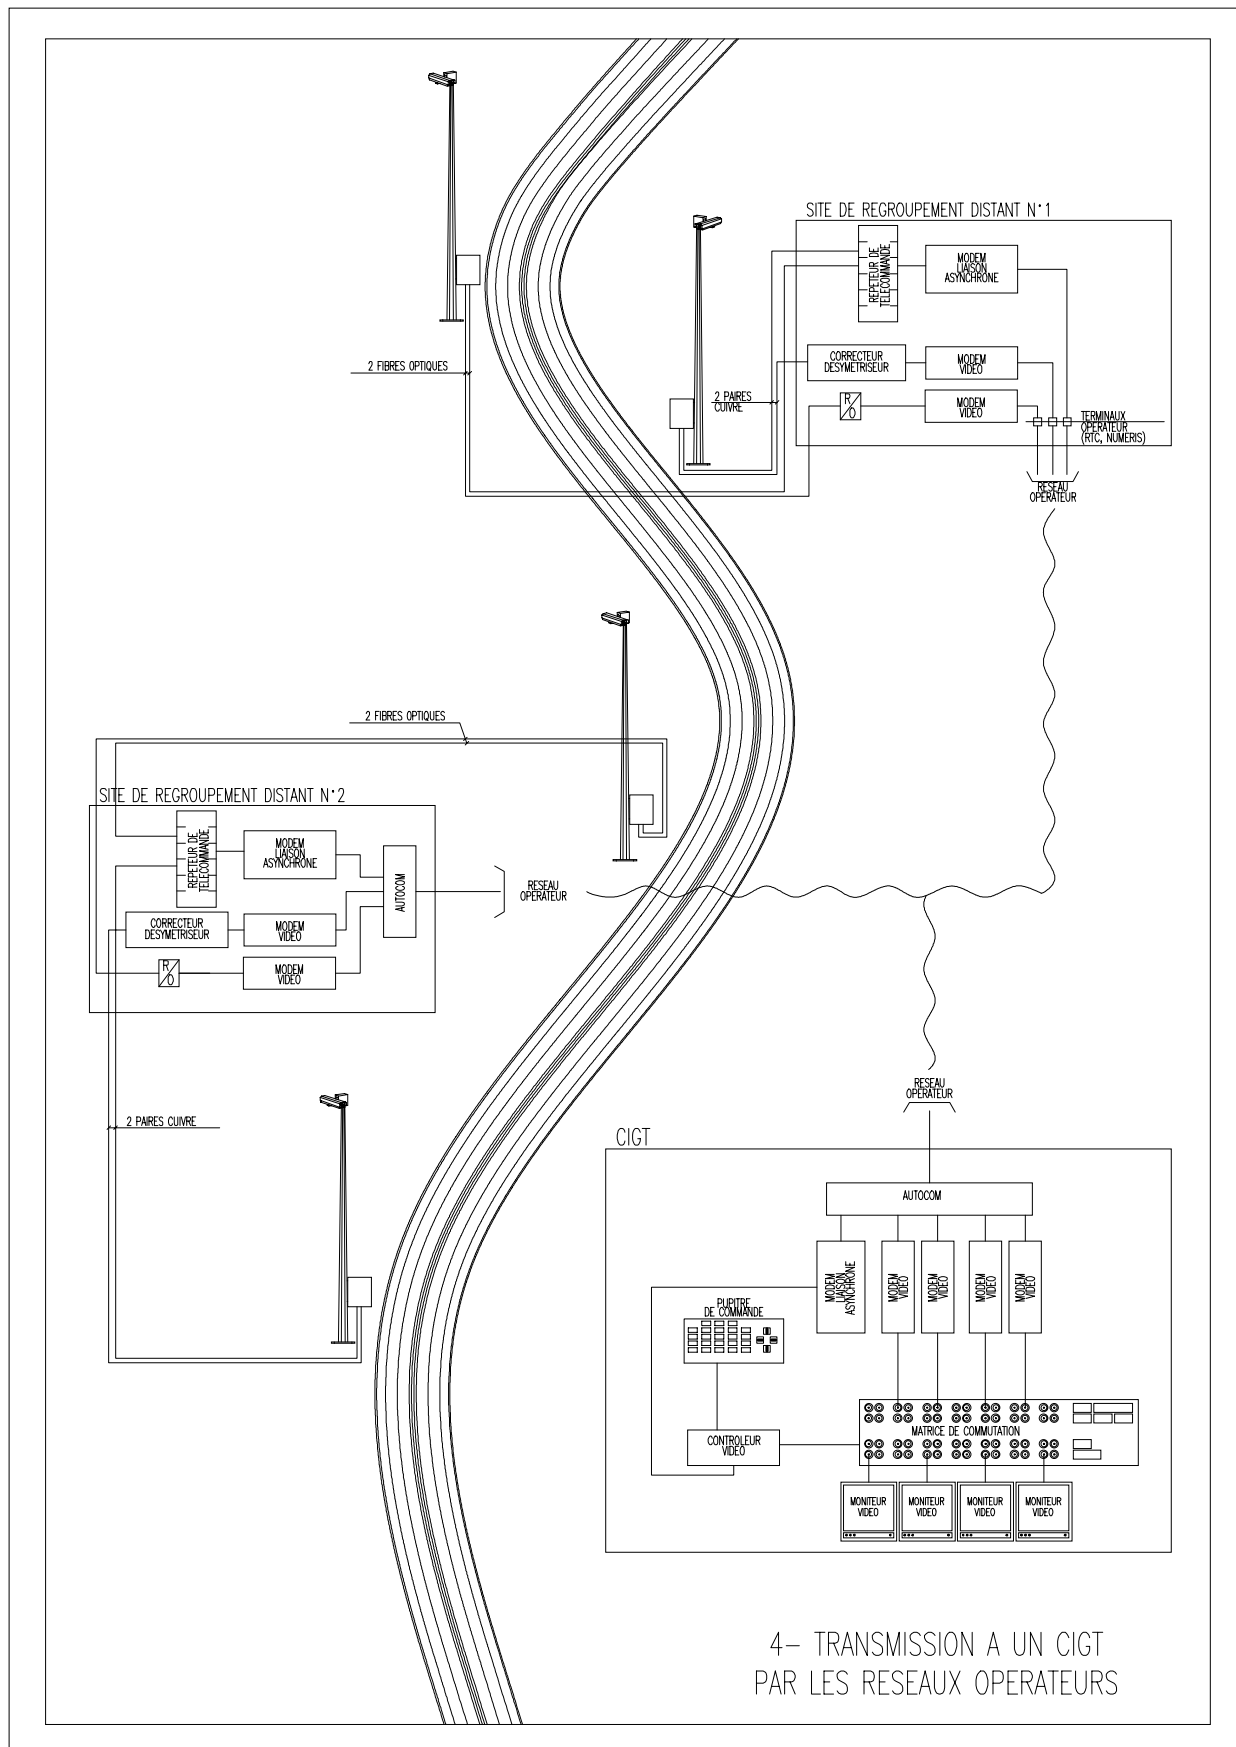 SITE DE REGROUPEMENT DISTANT N°1
REPETEUR DE
TELECOMMANDE
MODEM
LIAISON
ASYNCHRONE
2 FIBRES OPTIQUES
CORRECTEUR
DESYMETRISEUR
MODEM
VIDEO
2 PAIRES
CUIVRE
R/O
MODEM
VIDEO
TERMINAUX
OPERATEUR
(RTC, NUMERIS)
RESEAU
OPERATEUR
2 FIBRES OPTIQUES
SITE DE REGROUPEMENT DISTANT N°2
REPETEUR DE
TELECOMMANDE
MODEM
LIAISON
ASYNCHRONE
AUTOCOM
RESEAU
OPERATEUR
CORRECTEUR
DESYMETRISEUR
MODEM
VIDEO
R/O
MODEM
VIDEO
RESEAU
OPERATEUR
2 PAIRES CUIVRE
CIGT
AUTOCOM
MODEM
LIAISON
ASYNCHRONE
MODEM
VIDEO
MODEM
VIDEO
MODEM
VIDEO
MODEM
VIDEO
PUPITRE
DE COMMANDE
MATRICE DE COMMUTATION
CONTROLEUR
VIDEO
MONITEUR
VIDEO
MONITEUR
VIDEO
MONITEUR
VIDEO
MONITEUR
VIDEO
4- TRANSMISSION A UN CIGT
PAR LES RESEAUX OPERATEURS